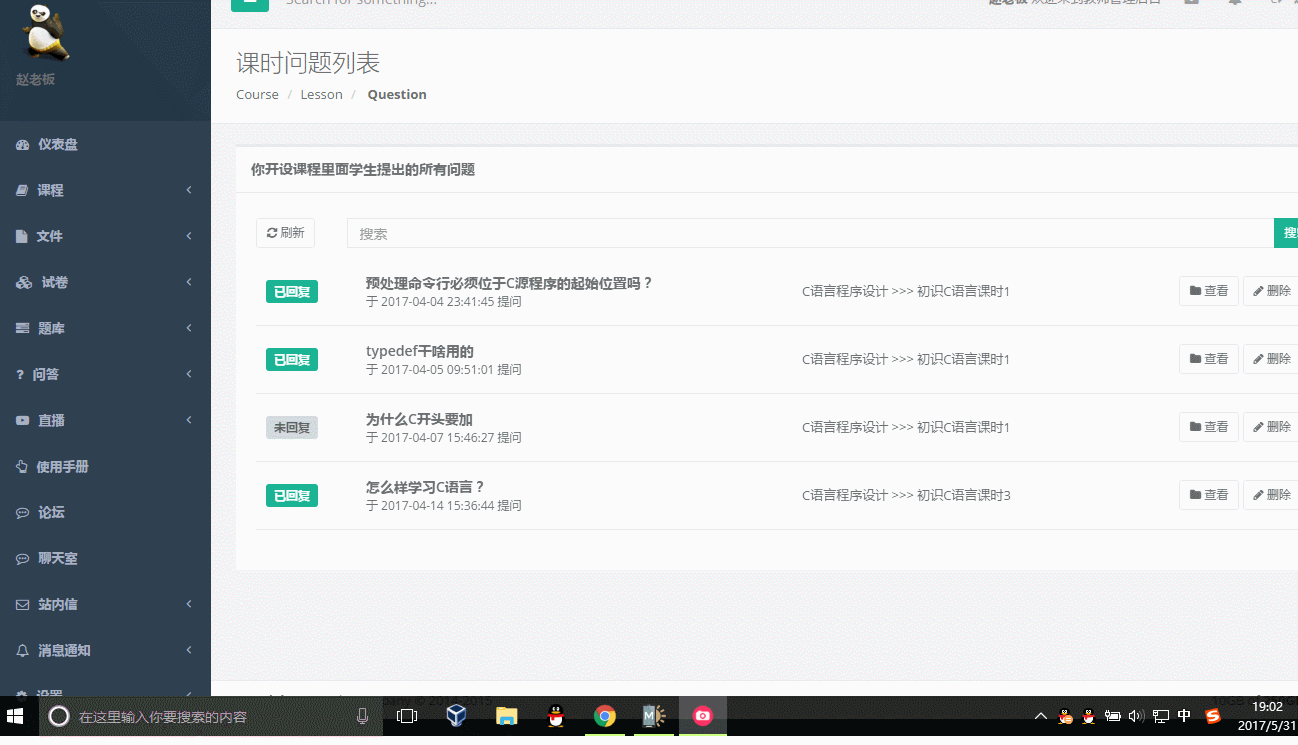 Search for something...
赵老板 欢迎来到教师管理后台
赵老板
课时问题列表
Course / Lesson / Question
仪表盘
课程
文件
试卷
题库
问答
直播
使用手册
论坛
聊天室
站内信
消息通知
设置
你开设课程里面学生提出的所有问题
刷新
搜索
已回复
预处理命令行必须位于C源程序的起始位置吗？
于 2017-04-04 23:41:45 提问
C语言程序设计 >>> 初识C语言课时1
查看 删除
已回复
typedef干啥用的
于 2017-04-05 09:51:01 提问
C语言程序设计 >>> 初识C语言课时1
查看 删除
未回复
为什么C开头要加
于 2017-04-07 15:46:27 提问
C语言程序设计 >>> 初识C语言课时1
查看 删除
已回复
怎么样学习C语言？
于 2017-04-14 15:36:44 提问
C语言程序设计 >>> 初识C语言课时3
查看 删除
在这里输入你要搜索的内容
中
19:02
2017/5/31